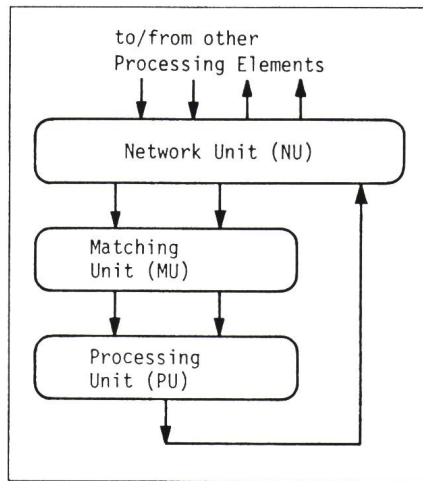 to/from other
Processing Elements
Network Unit (NU)
Matching
Unit (MU)
Processing
Unit (PU)